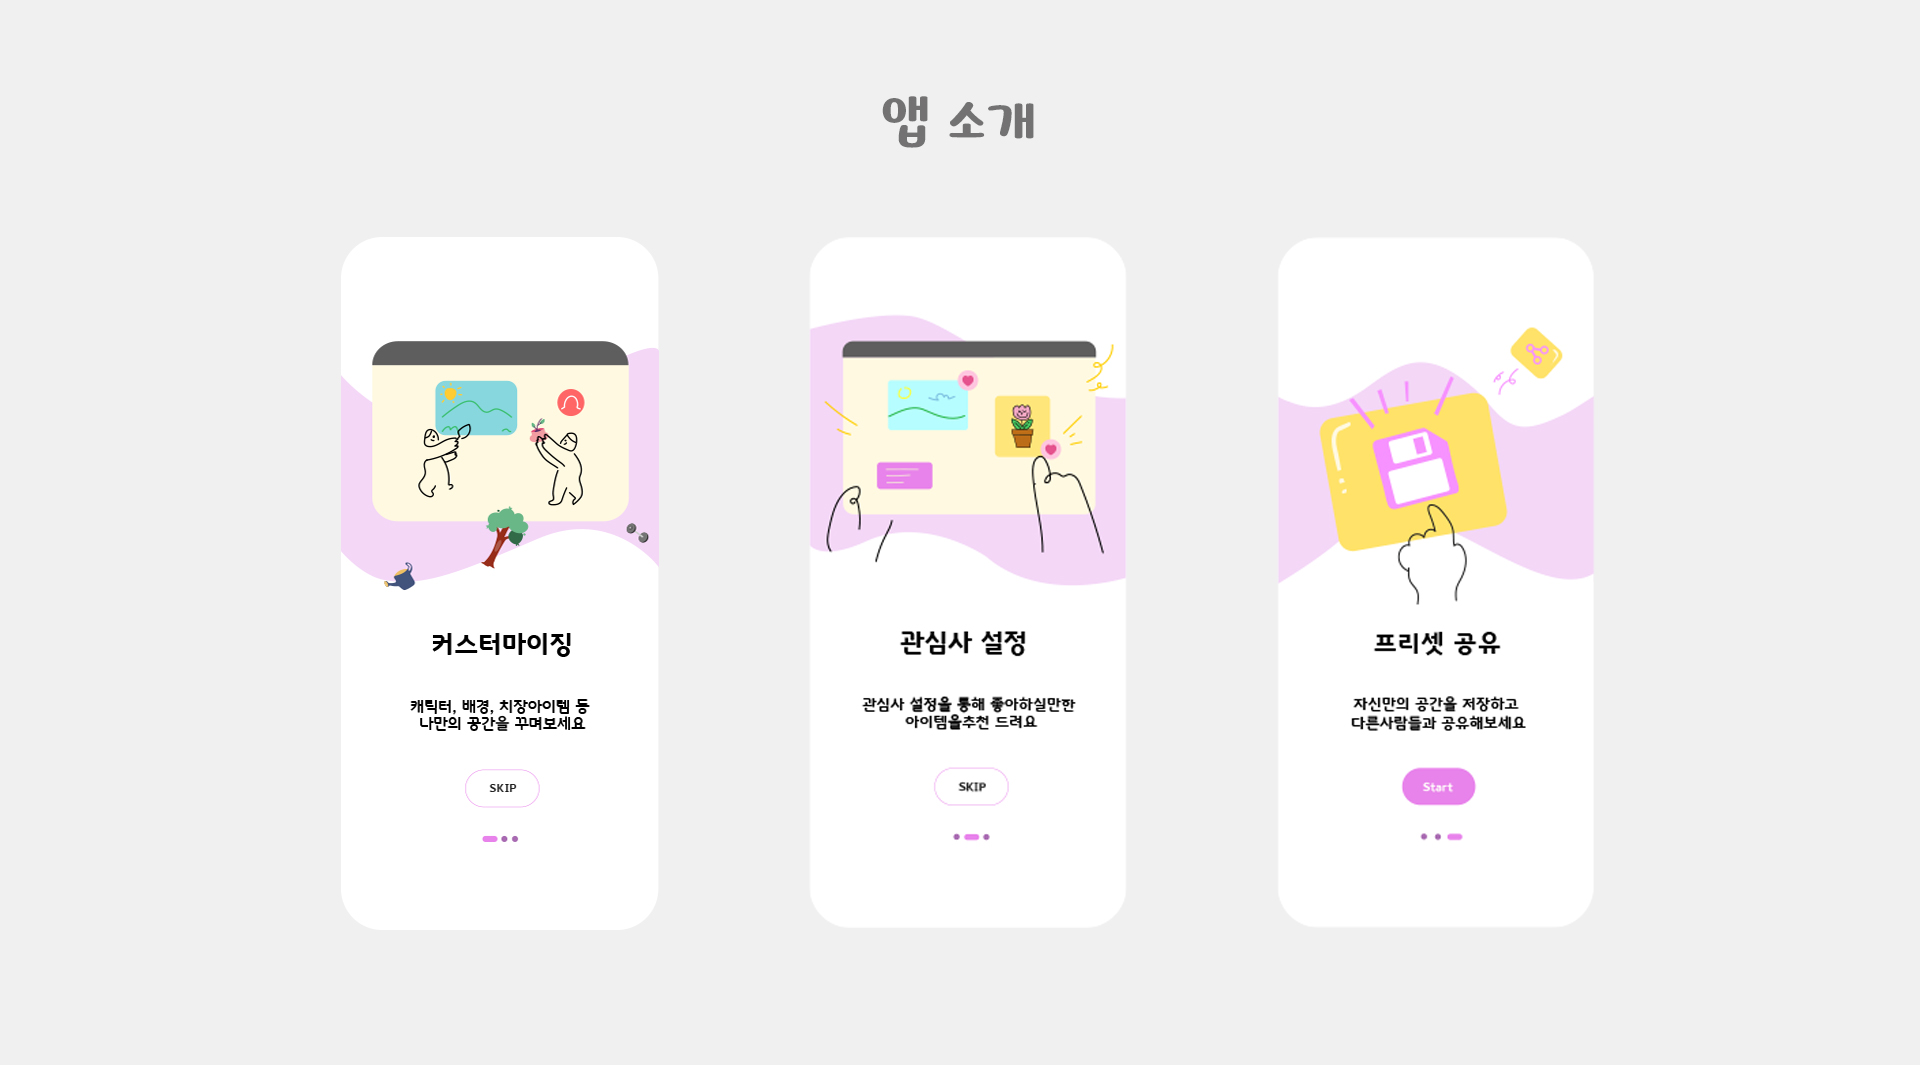 앱 소개
커스터마이징
캐릭터, 배경, 치장아이템 등
나만의 공간을 꾸며보세요
SKIP
관심사 설정
관심사 설정을 통해 좋아하실만한
아이템을추천 드려요
SKIP
프리셋 공유
자신만의 공간을 저장하고
다른사람들과 공유해보세요
Start